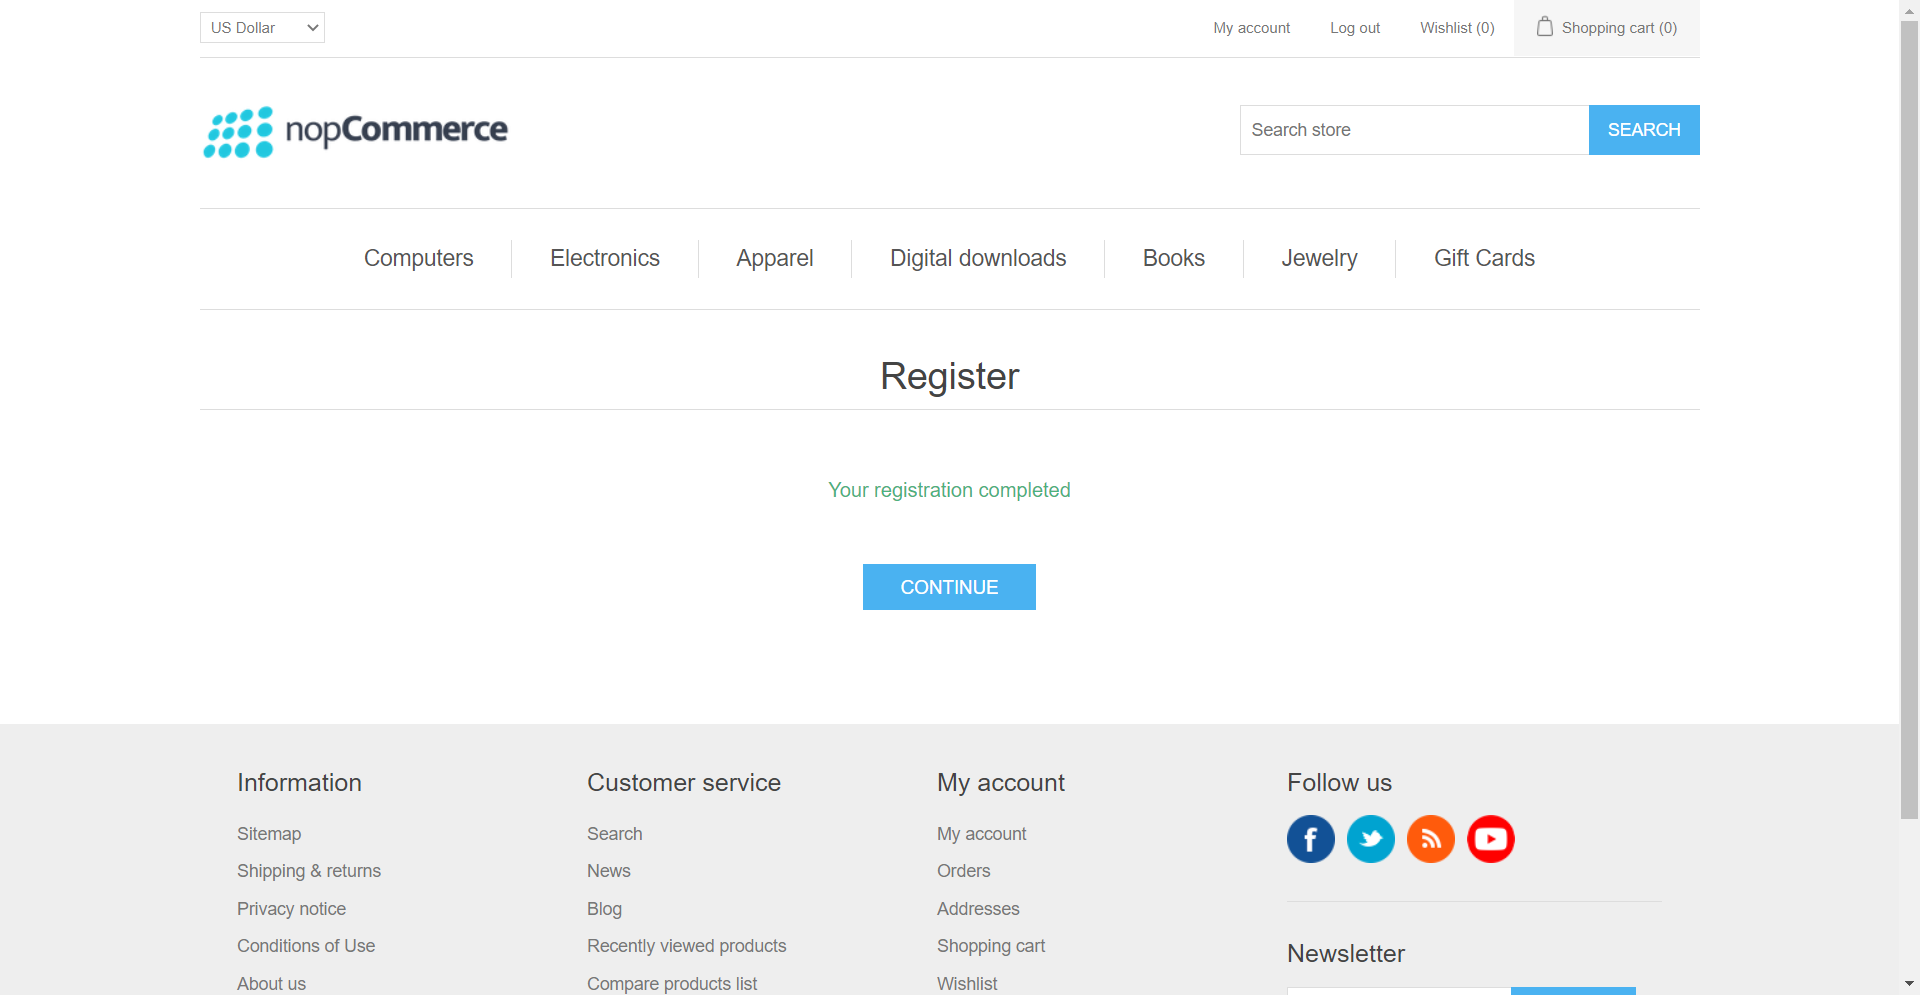 US Dollar
My account
Log out
Wishlist (0)
Shopping cart (0)
nopCommerce
Search store
SEARCH
Computers
Electronics
Apparel
Digital downloads
Books
Jewelry
Gift Cards
Register
Your registration completed
CONTINUE
Information
Sitemap
Shipping & returns
Privacy notice
Conditions of Use
About us
Customer service
Search
News
Blog
Recently viewed products
Compare products list
My account
My account
Orders
Addresses
Shopping cart
Wishlist
Follow us
Newsletter